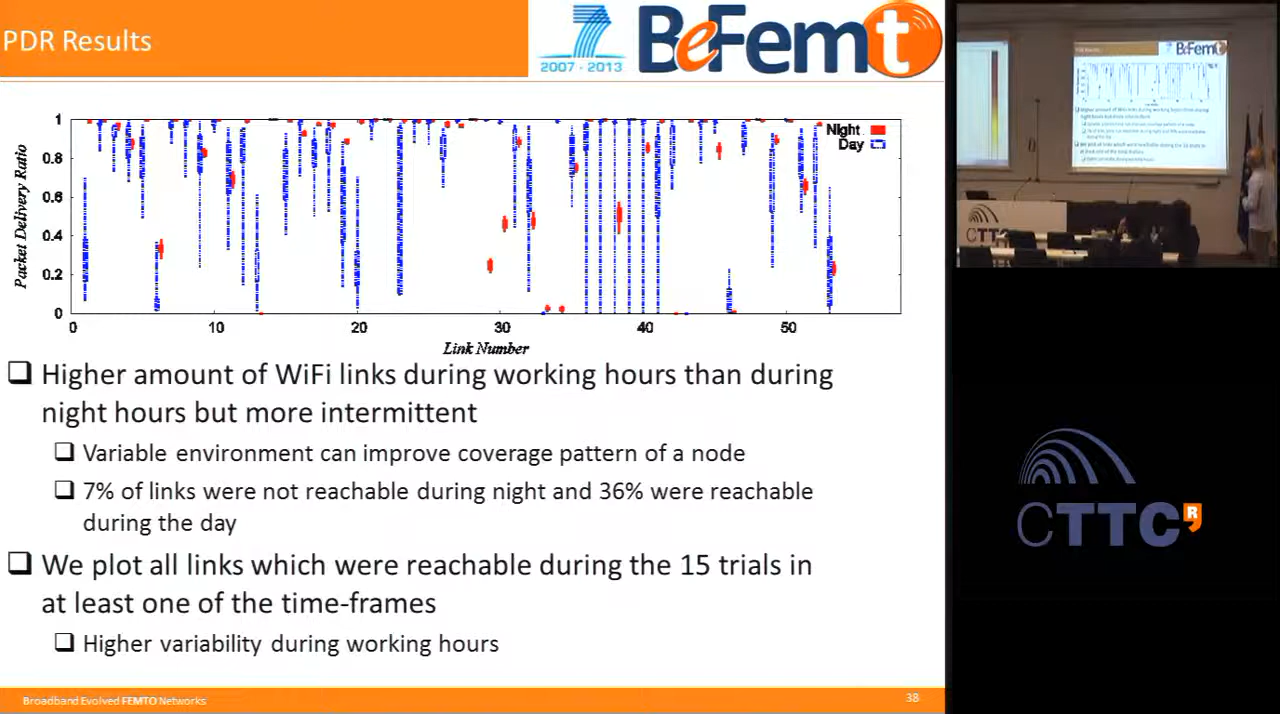 PDR Results
2007 - 2013
BeFemt
Night
Day
Packet Delivery Ratio
1
0.8
0.6
0.4
0.2
0
0 10 20 30 40 50
Link Number
Higher amount of WiFi links during working hours than during
night hours but more intermittent
Variable environment can improve coverage pattern of a node
7% of links were not reachable during night and 36% were reachable
during the day
We plot all links which were reachable during the 15 trials in
at least one of the time-frames
Higher variability during working hours
Broadband Evolved FEMTO Networks
38
BeFemt
CTTC
CTTC R